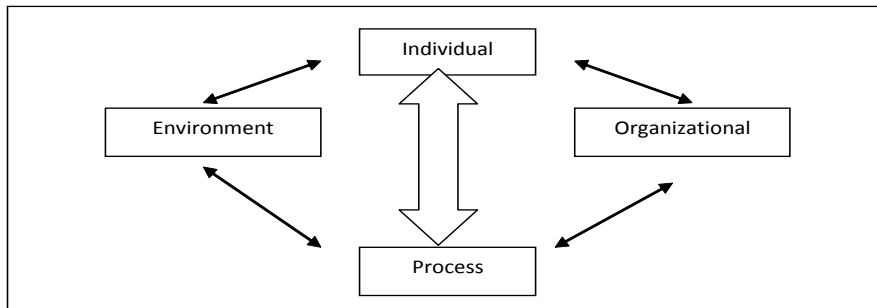 Individual
Environment
Organizational
Process